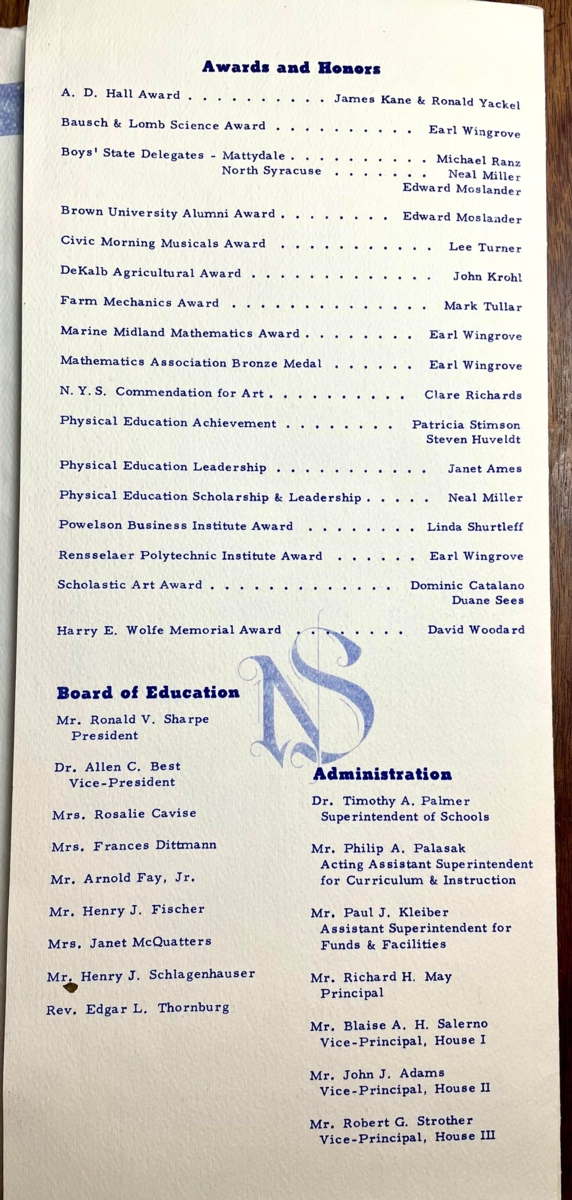 Awards and Honors
A. D. Hall Award . . . . . . . . . . James Kane & Ronald Yackel
Bausch & Lomb Science Award . . . . . . . . . . Earl Wingrove
Boys' State Delegates - Mattydale . . . . . . . . . . Michael Ranz
North Syracuse . . . . . . . Neal Miller
Edward Moslander
Brown University Alumni Award . . . . . . . . Edward Moslander
Civic Morning Musicals Award . . . . . . . . . . . Lee Turner
DeKalb Agricultural Award . . . . . . . . . . . . . John Krohl
Farm Mechanics Award . . . . . . . . . . . . . . Mark Tullar
Marine Midland Mathematics Award . . . . . . . . Earl Wingrove
Mathematics Association Bronze Medal . . . . . . Earl Wingrove
N. Y. S. Commendation for Art . . . . . . . . . . Clare Richards
Physical Education Achievement . . . . . . . . Patricia Stimson
Steven Huveldt
Physical Education Leadership . . . . . . . . . . . Janet Ames
Physical Education Scholarship & Leadership . . . . . Neal Miller
Powelson Business Institute Award . . . . . . . . Linda Shurtleff
Rensselaer Polytechnic Institute Award . . . . . . Earl Wingrove
Scholastic Art Award . . . . . . . . . . . . . Dominic Catalano
Duane Sees
Harry E. Wolfe Memorial Award . . . . . . . . David Woodard
NS
Board of Education
Mr. Ronald V. Sharpe
President
Dr. Allen C. Best
Vice-President
Mrs. Rosalie Cavise
Mrs. Frances Dittmann
Mr. Arnold Fay, Jr.
Mr. Henry J. Fischer
Mrs. Janet McQuatters
Mr. Henry J. Schlagenhauser
Rev. Edgar L. Thornburg
Administration
Dr. Timothy A. Palmer
Superintendent of Schools
Mr. Philip A. Palasak
Acting Assistant Superintendent
for Curriculum & Instruction
Mr. Paul J. Kleiber
Assistant Superintendent for
Funds & Facilities
Mr. Richard H. May
Principal
Mr. Blaise A. H. Salerno
Vice-Principal, House I
Mr. John J. Adams
Vice-Principal, House II
Mr. Robert G. Strother
Vice-Principal, House III